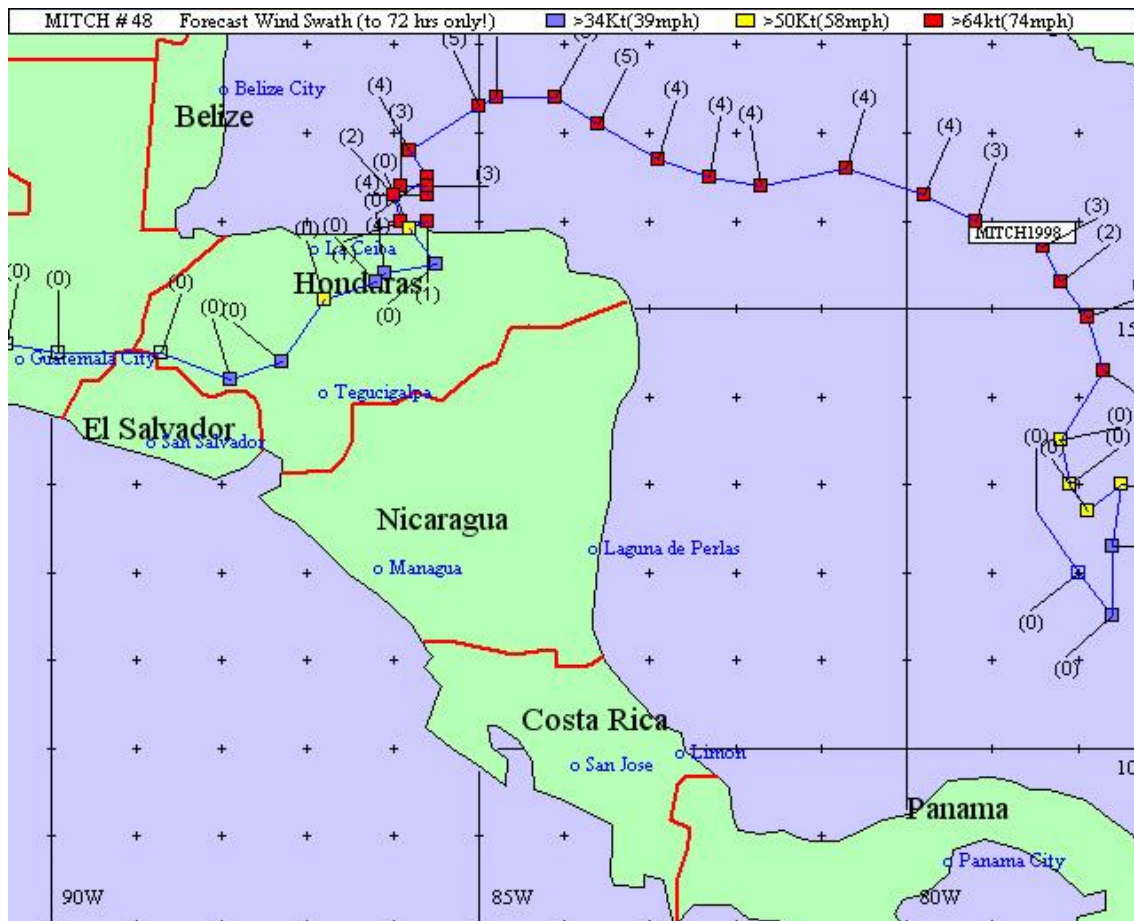 MITCH # 48 Forecast Wind Swath (to 72 hrs only!) >34Kt(39mph) >50Kt(58mph) >64kt(74mph)
(5)
(5)
(4)
Belize City
Belize
(4)
(4)
(4)
(4)
(3)
(4)
(2)
(3)
(0)
(4)
(3)
(0)
MITCH1998
(3)
(0)
(0)
(4)
(2)
La Ceiba
(1)
(0)
(0)
(0)
Honduras
(1)
(0)
(0)
(0)
15
Guatemala City
Tegucigalpa
El Salvador
San Salvador
(0)
(0)
(0)
(0)
Nicaragua
Laguna de Perlas
Managua
(0)
(0)
Costa Rica
Limon
San Jose
10
Panama
Panama City
90W
85W
80W